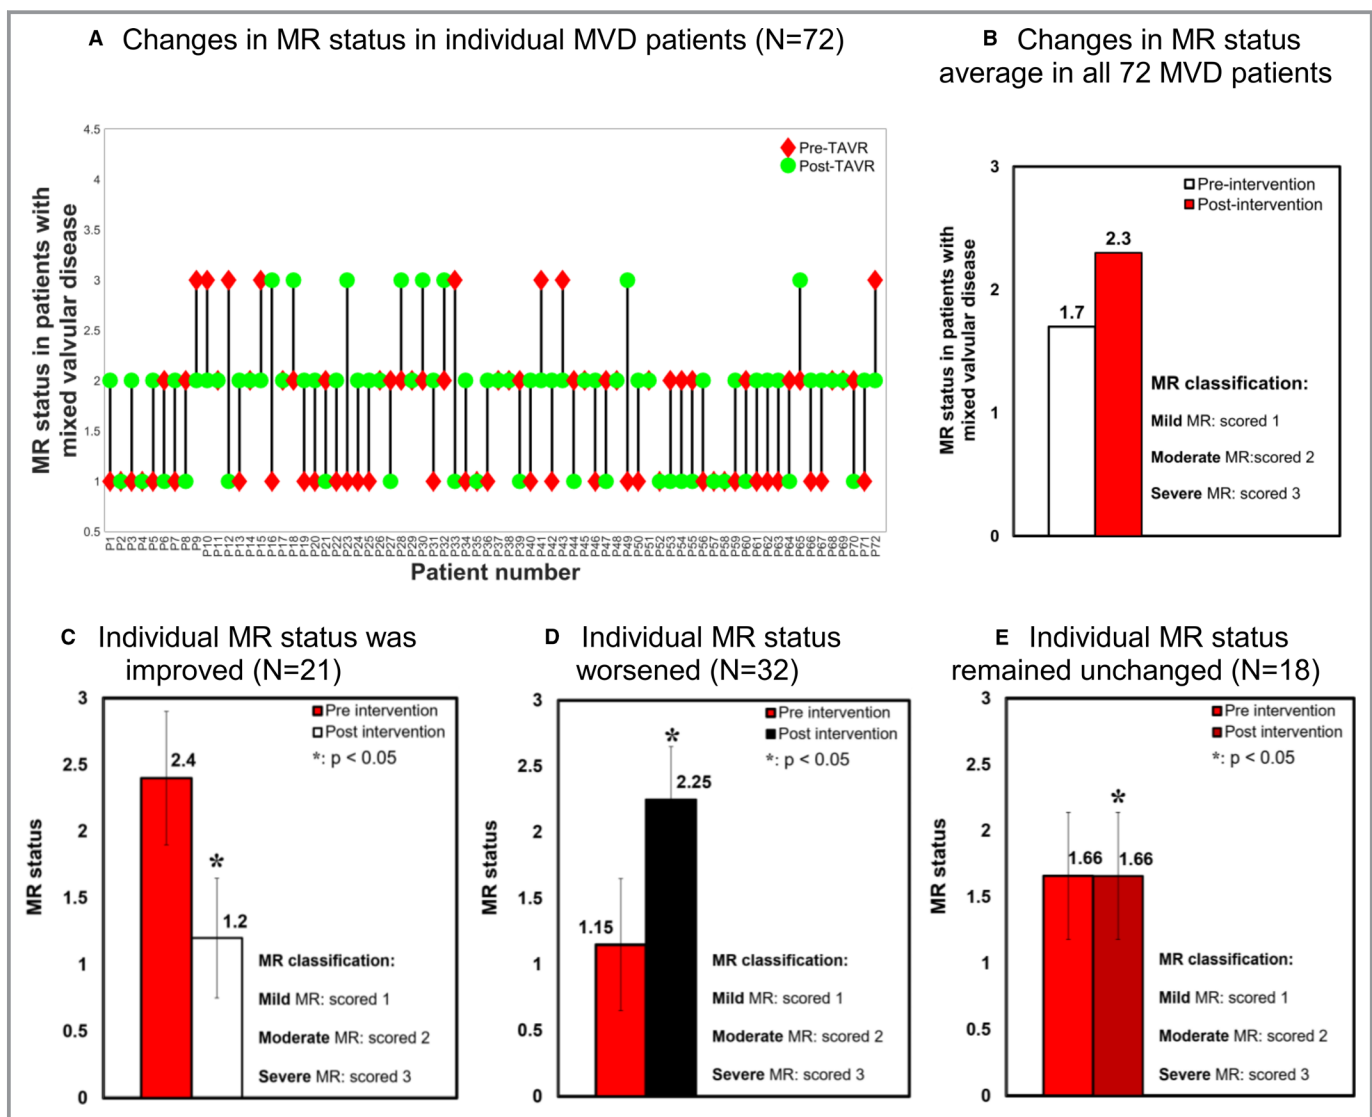 A Changes in MR status in individual MVD patients (N=72)
4.5
4
3.5
3
2.5
2
1.5
1
0.5
MR status in patients with
mixed valvular disease
Pre-TAVR
Post-TAVR
P1 P2 P3 P4 P5 P6 P7 P8 P9 P10 P11 P12 P13 P14 P15 P16 P17 P18 P19 P20 P21 P22 P23 P24 P25 P26 P27 P28 P29 P30 P31 P32 P33 P34 P35 P36 P37 P38 P39 P40 P41 P42 P43 P44 P45 P46 P47 P48 P49 P50 P51 P52 P53 P54 P55 P56 P57 P58 P59 P60 P61 P62 P63 P64 P65 P66 P67 P68 P69 P70 P71 P72
Patient number
B Changes in MR status
average in all 72 MVD patients
3
2
1
0
MR status in patients with
mixed valvular disease
Pre-intervention
Post-intervention
1.7
2.3
MR classification:
Mild MR: scored 1
Moderate MR:scored 2
Severe MR: scored 3
C Individual MR status was
improved (N=21)
3
2.5
2
1.5
1
0.5
0
MR status
Pre intervention
Post intervention
*: p < 0.05
2.4
*
1.2
MR classification:
Mild MR: scored 1
Moderate MR: scored 2
Severe MR: scored 3
D Individual MR status
worsened (N=32)
3
2.5
2
1.5
1
0.5
0
MR status
Pre intervention
Post intervention
*: p < 0.05
*
2.25
1.15
MR classification:
Mild MR: scored 1
Moderate MR: scored 2
Severe MR: scored 3
E Individual MR status
remained unchanged (N=18)
3
2.5
2
1.5
1
0.5
0
MR status
Pre intervention
Post intervention
*: p < 0.05
*
1.66
1.66
MR classification:
Mild MR: scored 1
Moderate MR: scored 2
Severe MR: scored 3